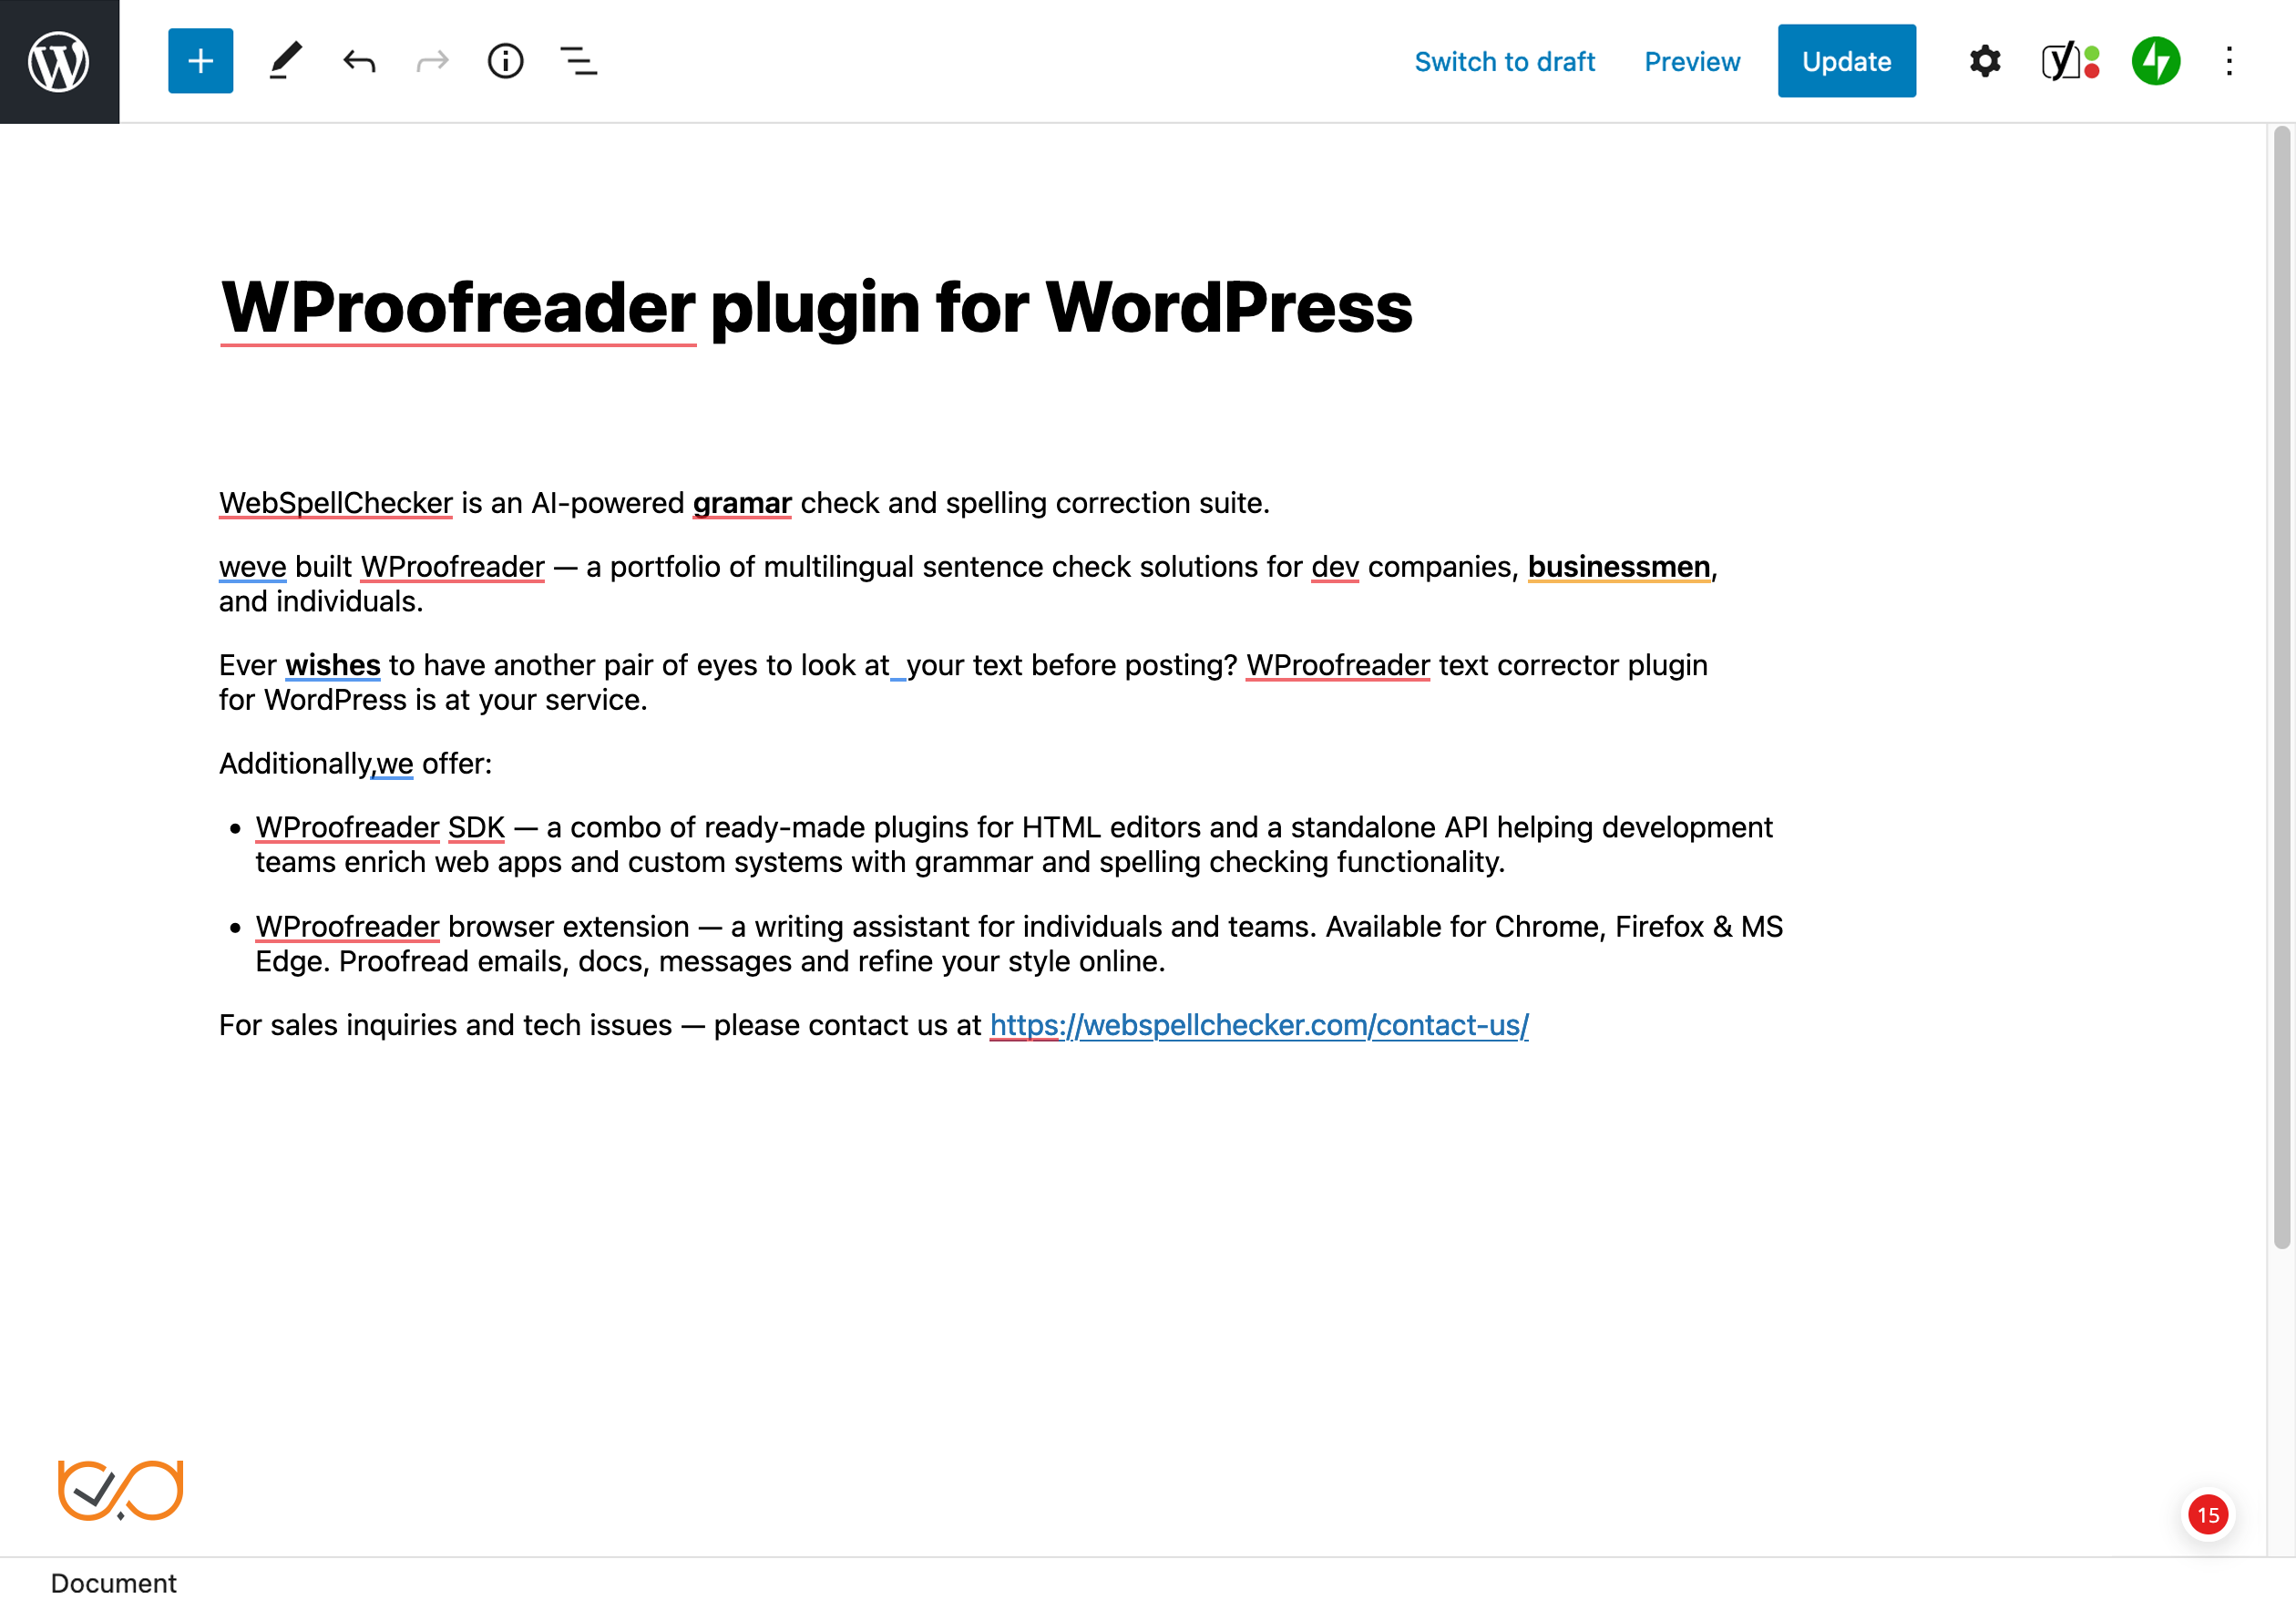 Switch to draft Preview Update
WProofreader plugin for WordPress
WebSpellChecker is an AI-powered gramar check and spelling correction suite.
weve built WProofreader — a portfolio of multilingual sentence check solutions for dev companies, businessmen,
and individuals.
Ever wishes to have another pair of eyes to look at  your text before posting? WProofreader text corrector plugin
for WordPress is at your service.
Additionally,we offer:
• WProofreader SDK — a combo of ready-made plugins for HTML editors and a standalone API helping development
teams enrich web apps and custom systems with grammar and spelling checking functionality.
• WProofreader browser extension — a writing assistant for individuals and teams. Available for Chrome, Firefox & MS
Edge. Proofread emails, docs, messages and refine your style online.
For sales inquiries and tech issues — please contact us at https://webspellchecker.com/contact-us/
15
Document